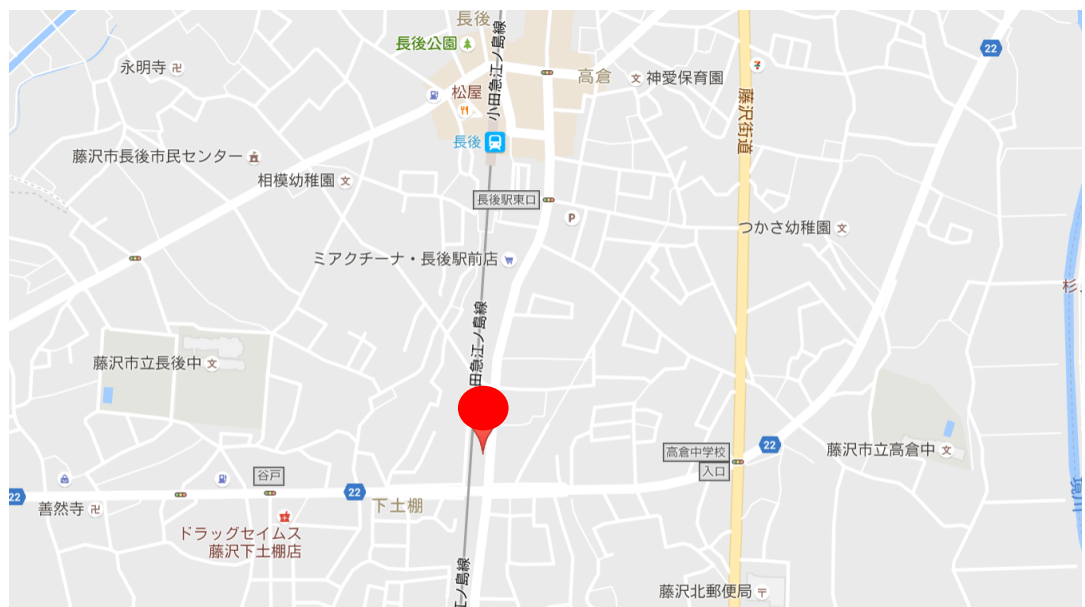 長後
長後公園
小田急江ノ島線
永明寺
高倉
神愛保育園
22
松屋
藤沢街道
長後
藤沢市長後市民センター
相模幼稚園
長後駅東口
P
つかさ幼稚園
ミアクチーナ・長後駅前店
杉
田急江ノ島線
藤沢市立長後中
高倉中学校
入口
22
藤沢市立高倉中
谷戸
22
22
善然寺
下土棚
境川
ドラッグセイムス
藤沢下土棚店
江ノ島線
藤沢北郵便局